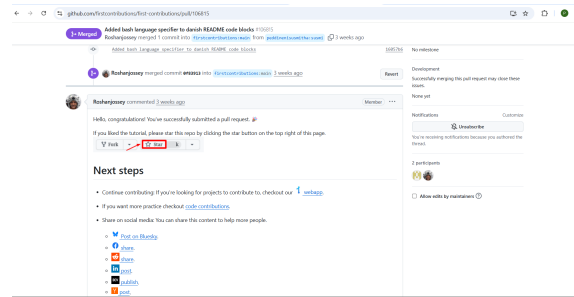 github.com/firstcontributions/first-contributions/pull/106815
Merged
Added bash language specifier to danish README code blocks #106815
Roshanjossey merged 1 commit into firstcontributions:main from 3 weeks ago
Added bash language specifier to danish README code blocks
No milestone
Roshanjossey merged commit into firstcontributions:main 3 weeks ago
Revert
Development
Successfully merging this pull request may close these
issues.
None yet
Roshanjossey commented 3 weeks ago
Member
Hello, congratulations! You've successfully submitted a pull request. 🎉
If you liked the tutorial, please star this repo by clicking the star button on the top right of this page.
Fork
Star
Notifications
Customize
Unsubscribe
You're receiving notifications because you authored the
thread.
2 participants
Allow edits by maintainers
Next steps
Continue contributing: If you're looking for projects to contribute to, checkout our webapp.
If you want more practice checkout code contributions.
Share on social media: You can share this content to help more people.
Post on Bluesky.
share.
share.
in post.
publish.
post.